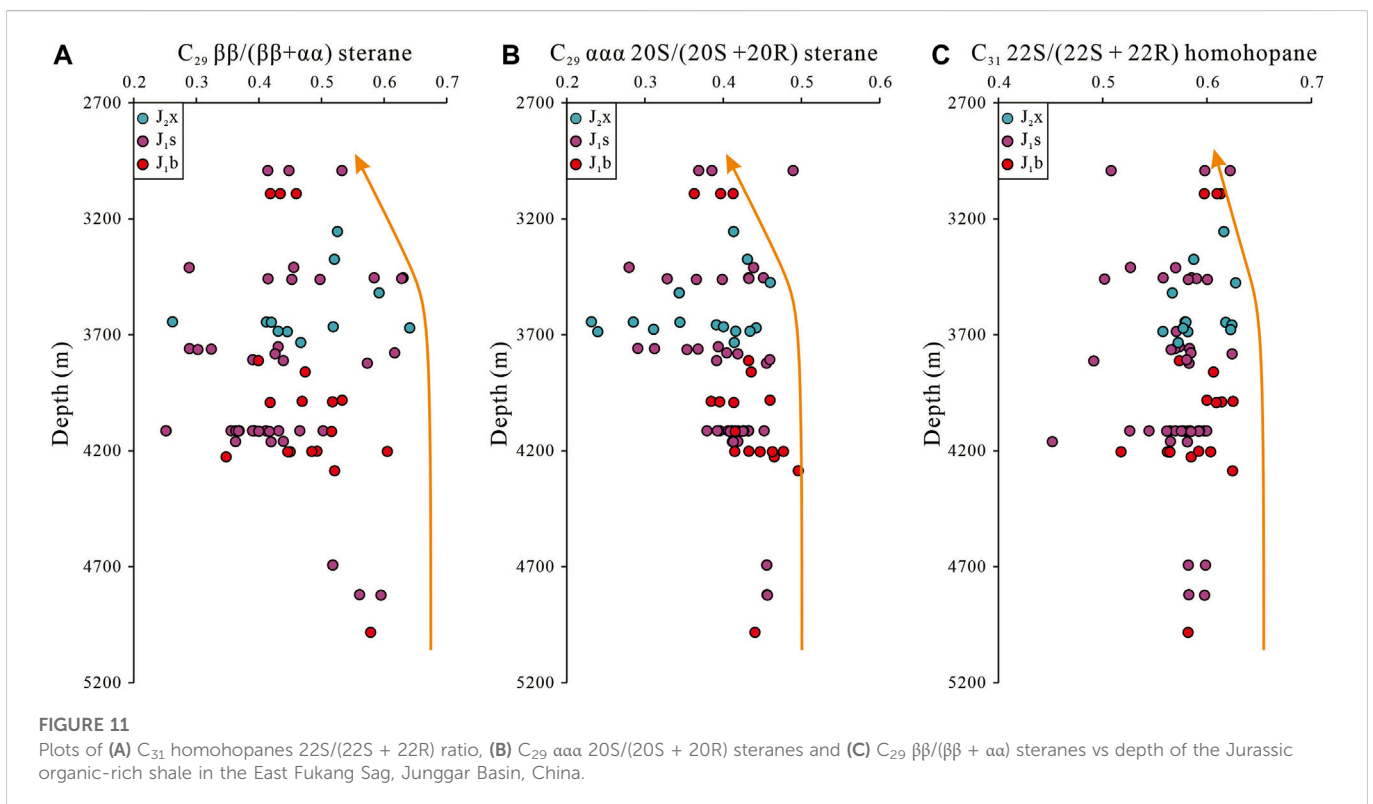 A
C₂₉ ββ/(ββ+αα) sterane
0.2 0.3 0.4 0.5 0.6 0.7
2700
3200
3700
4200
4700
5200
Depth (m)
J₂x
J₁s
J₁b
B
C₂₉ ααα 20S/(20S +20R) sterane
0.2 0.3 0.4 0.5 0.6
2700
3200
3700
4200
4700
5200
Depth (m)
J₂x
J₁s
J₁b
C
C₃₁ 22S/(22S + 22R) homohopane
0.4 0.5 0.6 0.7
2700
3200
3700
4200
4700
5200
Depth (m)
J₂x
J₁s
J₁b
FIGURE 11
Plots of (A) C₃₁ homohopanes 22S/(22S + 22R) ratio, (B) C₂₉ ααα 20S/(20S + 20R) steranes and (C) C₂₉ ββ/(ββ + αα) steranes vs depth of the Jurassic
organic-rich shale in the East Fukang Sag, Junggar Basin, China.